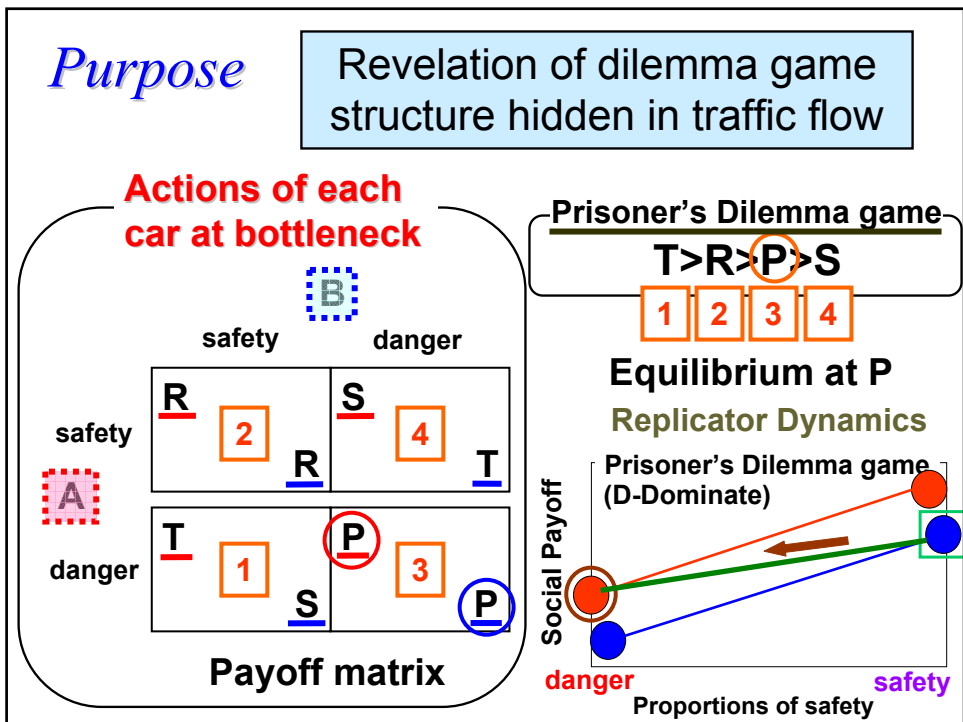 Purpose
Revelation of dilemma game
structure hidden in traffic flow
Actions of each
car at bottleneck
B
safety danger
safety
A
danger
R
2
R
S
4
T
T
1
S
P
3
P
Payoff matrix
Prisoner's Dilemma game
T>R>P>S
1 2 3 4
Equilibrium at P
Replicator Dynamics
Prisoner's Dilemma game
(D-Dominate)
Social Payoff
danger safety
Proportions of safety